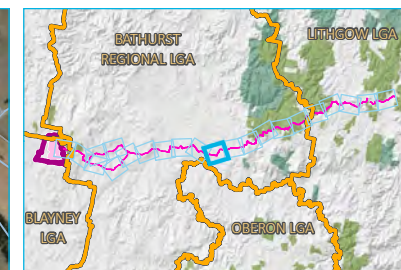 BATHURST
REGIONAL LGA
LITHGOW LGA
BLAYNEY
LGA
OBERON LGA